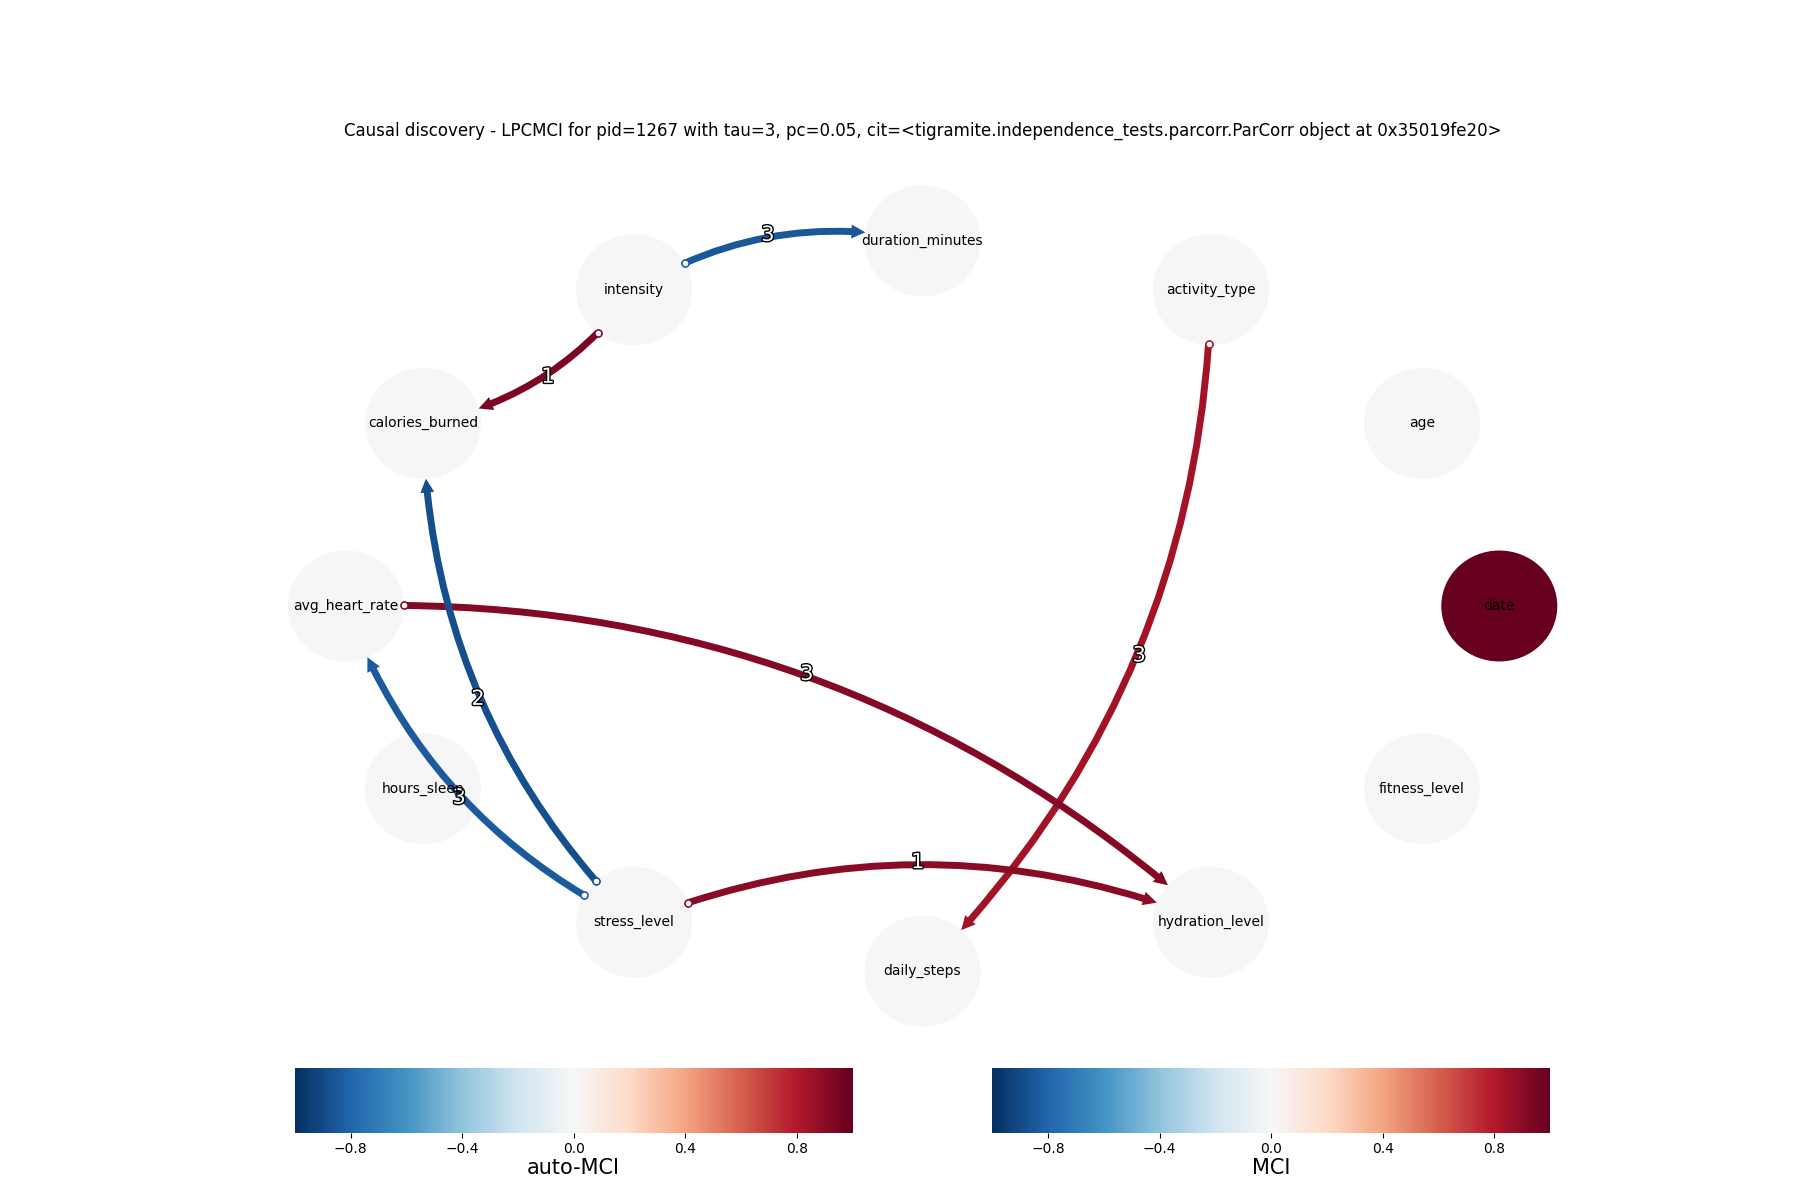 Causal discovery - LPCMCI for pid=1267 with tau=3, pc=0.05, cit=<tigramite.independence_tests.parcorr.ParCorr object at 0x35019fe20>
3
duration_minutes
intensity
activity_type
1
calories_burned
age
avg_heart_rate
date
3
3
2
hours_sleep
3
fitness_level
1
stress_level
hydration_level
daily_steps
−0.8 −0.4 0.0 0.4 0.8
auto-MCI
−0.8 −0.4 0.0 0.4 0.8
MCI